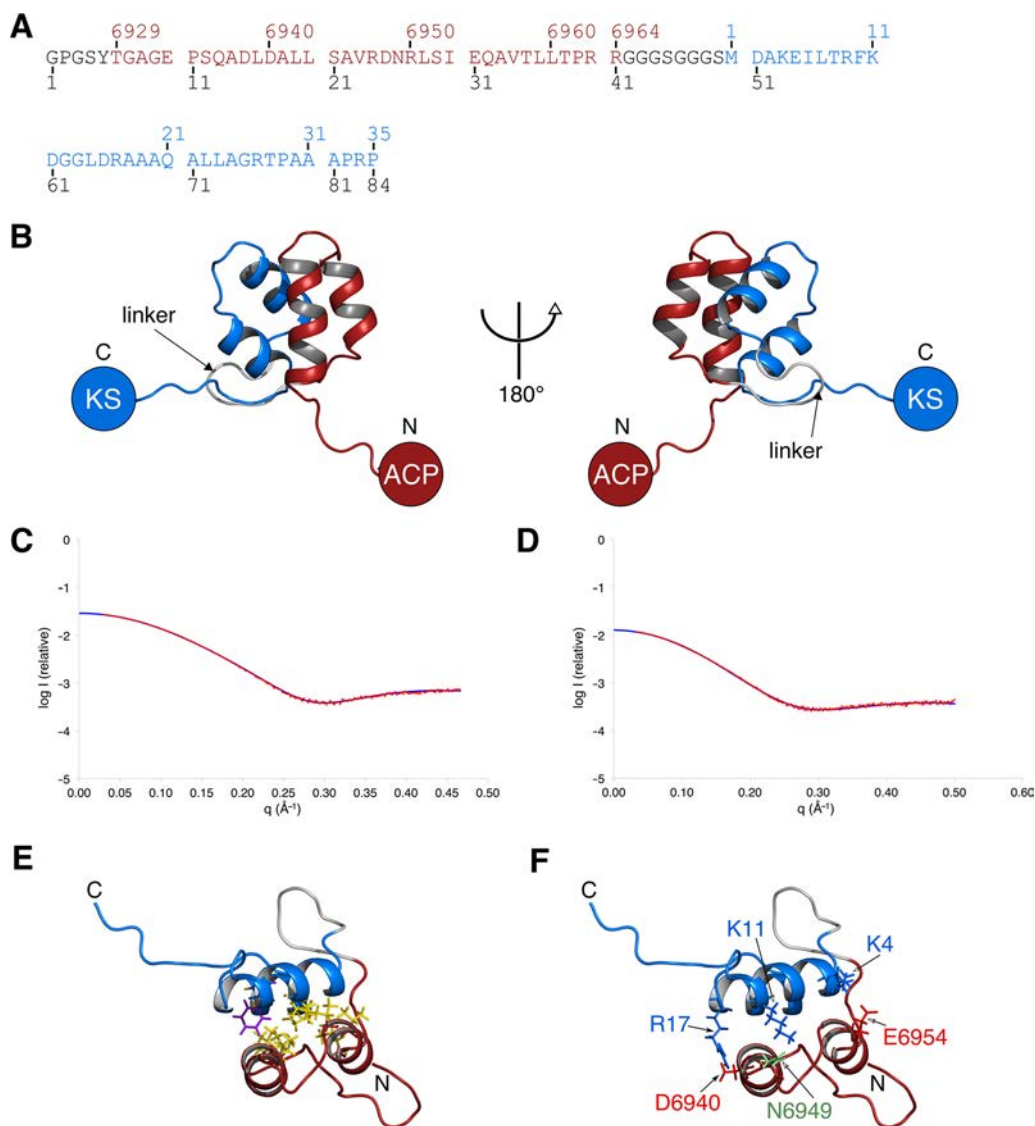 A
6929 6940 6950 6960 6964 1 11
GPGSYTGAGE PSQADLDALL SAVRDNRLSI EQAVTLLTPR RGGGSGGGSM DAKEILTRFK
1 11 21 31 41 51
21 31 35
DGGLDRAAAQ ALLAGRTPAA APRP
61 71 81 84
B
linker
C
KS
N
ACP
180°
C
KS
linker
N
ACP
C
log I (relative)
0
-1
-2
-3
-4
-5
0.00 0.05 0.10 0.15 0.20 0.25 0.30 0.35 0.40 0.45 0.50
q (Å⁻¹)
D
log I (relative)
0
-1
-2
-3
-4
-5
0.00 0.10 0.20 0.30 0.40 0.50 0.60
q (Å⁻¹)
E
C
N
F
C
K11
K4
R17
E6954
N
D6940
N6949